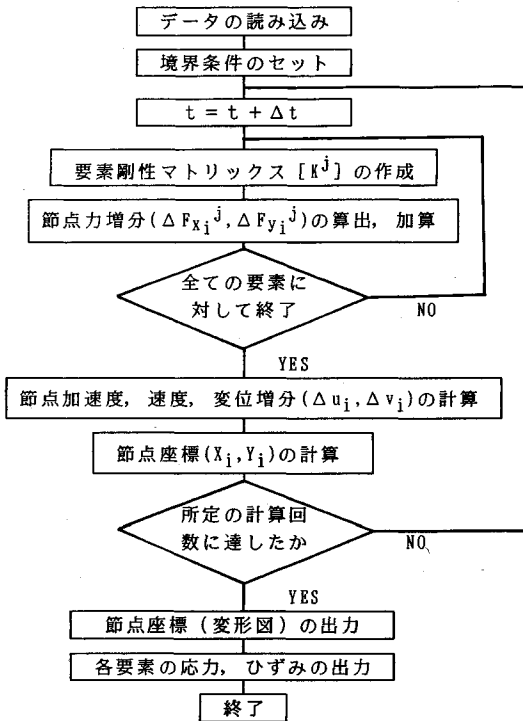 データの読み込み
境界条件のセット
t = t + Δt
要素剛性マトリックス [K^j] の作成
節点力増分(ΔF_{x_i}^j, ΔF_{y_i}^j)の算出, 加算
全ての要素に
対して終了
NO
YES
節点加速度, 速度, 変位増分(Δu_i, Δv_i)の計算
節点座標(X_i, Y_i)の計算
所定の計算回
数に達したか
NO
YES
節点座標 (変形図) の出力
各要素の応力, ひずみの出力
終了